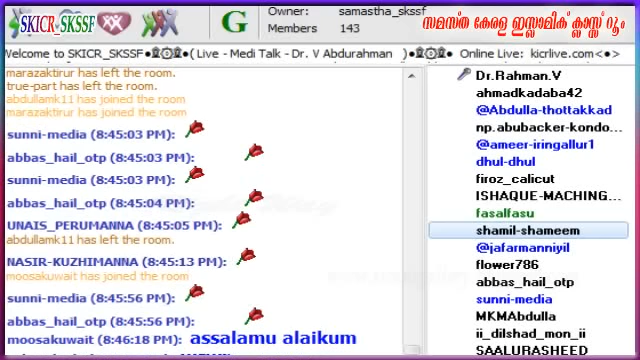 SKICR_SKSSF
G
Owner: samastha_skssf
Members 143
സമസ്ത കേരള ഇസ്ലാമിക് ക്ലാസ്സ് റൂം
Welcome to SKICR_SKSSF●۩۞۩●( Live - Medi Talk - Dr. V Abdurahman )●۩۞۩● Online Live: kicrlive.com<●>
marazaktirur has left the room.
true-part has left the room.
abdullamk11 has joined the room
marazaktirur has joined the room
sunni-media (8:45:03 PM):
abbas_hail_otp (8:45:03 PM):
sunni-media (8:45:03 PM):
abbas_hail_otp (8:45:04 PM):
UNAIS_PERUMANNA (8:45:05 PM):
abdullamk11 has left the room.
NASIR-KUZHIMANNA (8:45:13 PM):
moosakuwait has joined the room
sunni-media (8:45:56 PM):
abbas_hail_otp (8:45:56 PM):
moosakuwait (8:46:18 PM): assalamu alaikum
Dr.Rahman.V
ahmadkadaba42
@Abdulla-thottakkad
np.abubacker-kondo...
@ameer-iringallur1
dhul-dhul
firoz_calicut
ISHAQUE-MACHING...
fasalfasu
shamil-shameem
@jafarmanniyil
flower786
abbas_hail_otp
sunni-media
MKMAbdulla
ii_dilshad_mon_ii
SAALURASHEED